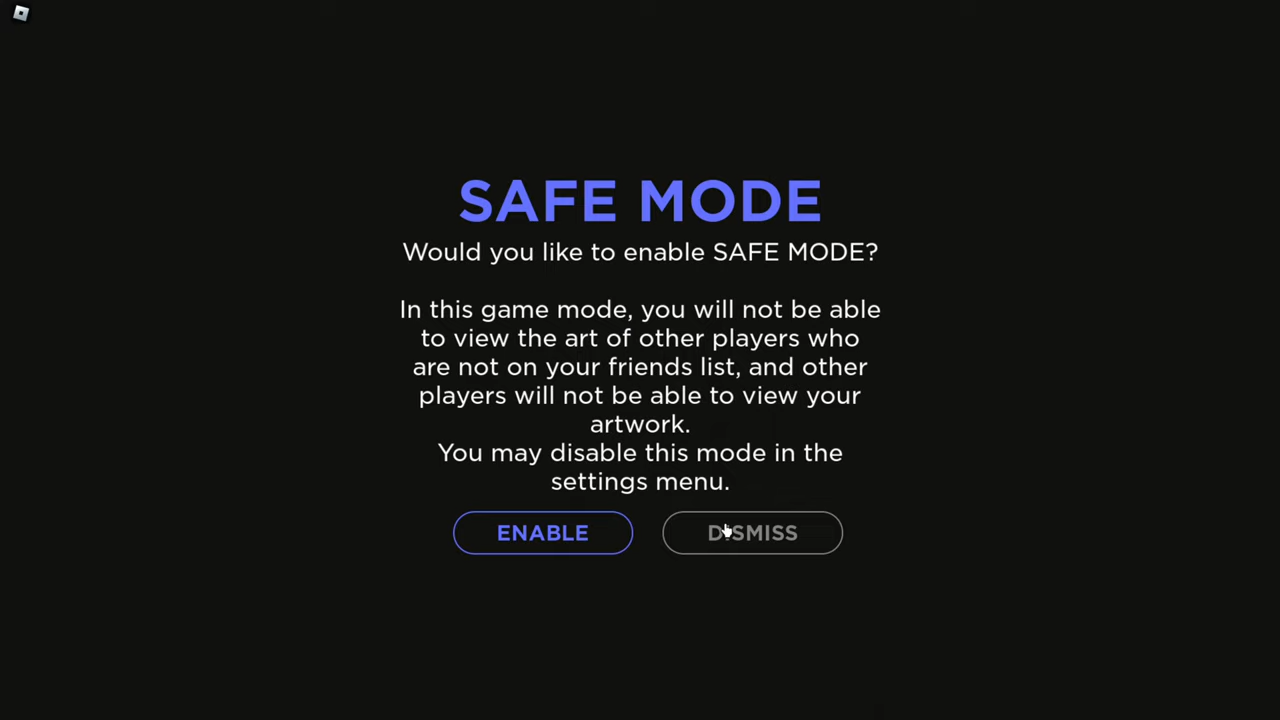 SAFE MODE
Would you like to enable SAFE MODE?
In this game mode, you will not be able
to view the art of other players who
are not on your friends list, and other
players will not be able to view your
artwork.
You may disable this mode in the
settings menu.
ENABLE
DISMISS